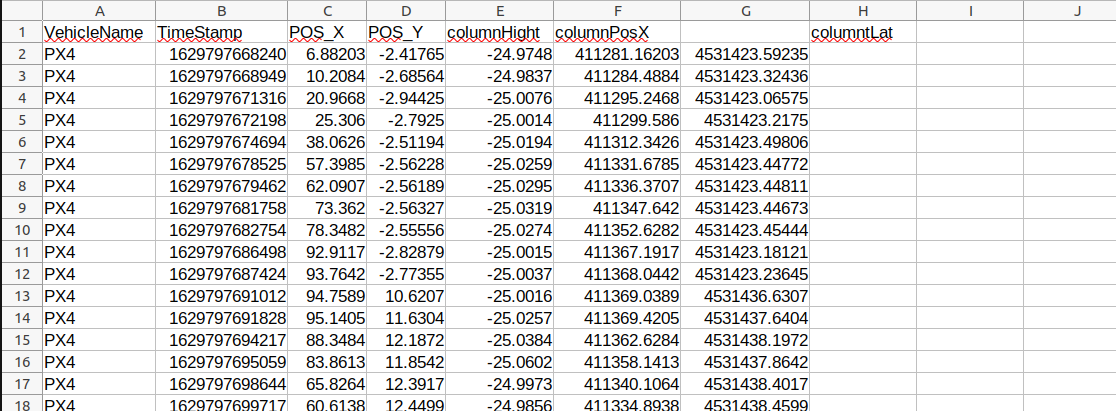 A B C D E F G H I J
1 VehicleName TimeStamp POS_X POS_Y columnHight columnPosX columntLat
2 PX4 1629797668240 6.88203 -2.41765 -24.9748 411281.16203 4531423.59235
3 PX4 1629797668949 10.2084 -2.68564 -24.9837 411284.4884 4531423.32436
4 PX4 1629797671316 20.9668 -2.94425 -25.0076 411295.2468 4531423.06575
5 PX4 1629797672198 25.306 -2.7925 -25.0014 411299.586 4531423.2175
6 PX4 1629797674694 38.0626 -2.51194 -25.0194 411312.3426 4531423.49806
7 PX4 1629797678525 57.3985 -2.56228 -25.0259 411331.6785 4531423.44772
8 PX4 1629797679462 62.0907 -2.56189 -25.0295 411336.3707 4531423.44811
9 PX4 1629797681758 73.362 -2.56327 -25.0319 411347.642 4531423.44673
10 PX4 1629797682754 78.3482 -2.55556 -25.0274 411352.6282 4531423.45444
11 PX4 1629797686498 92.9117 -2.82879 -25.0015 411367.1917 4531423.18121
12 PX4 1629797687424 93.7642 -2.77355 -25.0037 411368.0442 4531423.23645
13 PX4 1629797691012 94.7589 10.6207 -25.0016 411369.0389 4531436.6307
14 PX4 1629797691828 95.1405 11.6304 -25.0257 411369.4205 4531437.6404
15 PX4 1629797694217 88.3484 12.1872 -25.0384 411362.6284 4531438.1972
16 PX4 1629797695059 83.8613 11.8542 -25.0602 411358.1413 4531437.8642
17 PX4 1629797698644 65.8264 12.3917 -24.9973 411340.1064 4531438.4017
18 PX4 1629797699717 60.6138 12.4499 -24.9856 411334.8938 4531438.4599